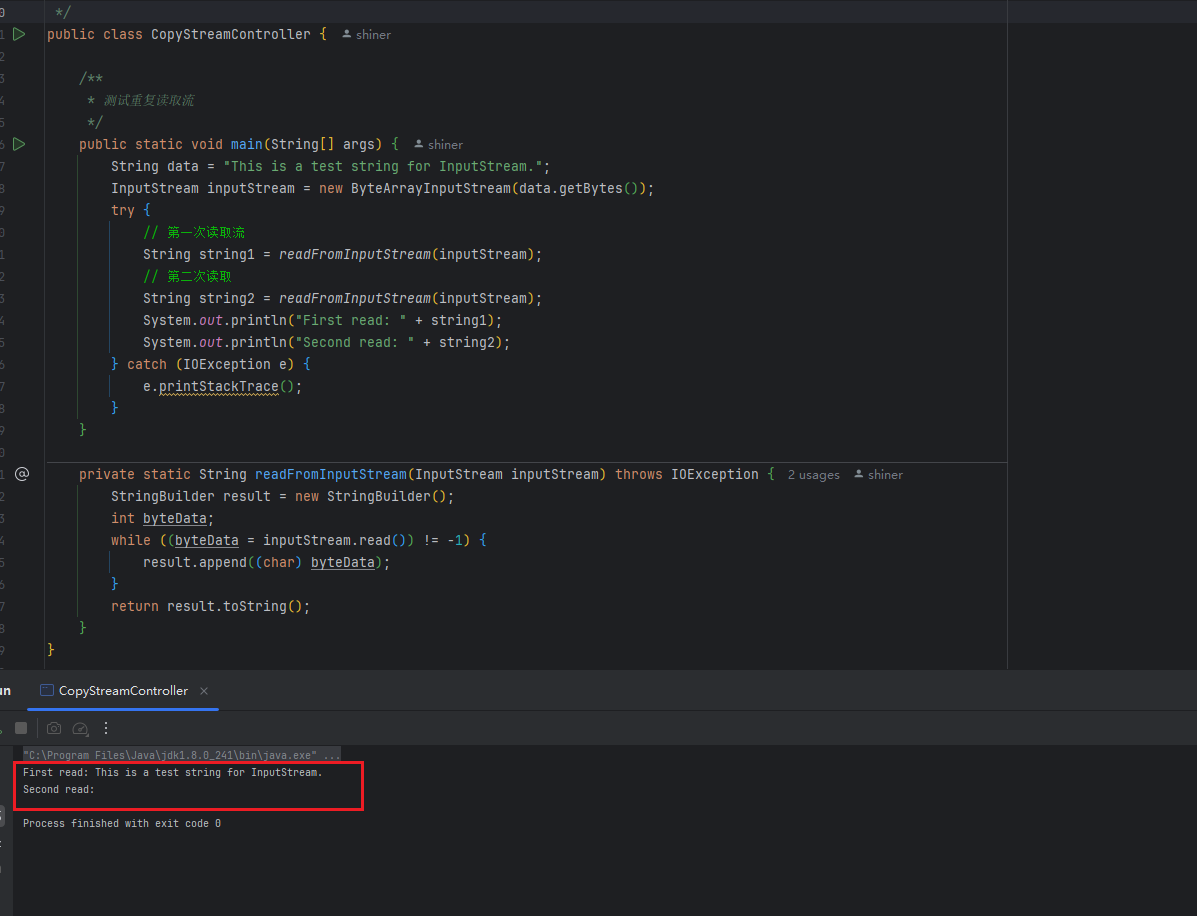 */
public class CopyStreamController { shiner
/**
* 测试重复读取流
*/
public static void main(String[] args) { shiner
String data = "This is a test string for InputStream.";
InputStream inputStream = new ByteArrayInputStream(data.getBytes());
try {
// 第一次读取流
String string1 = readFromInputStream(inputStream);
// 第二次读取
String string2 = readFromInputStream(inputStream);
System.out.println("First read: " + string1);
System.out.println("Second read: " + string2);
} catch (IOException e) {
e.printStackTrace();
}
}
private static String readFromInputStream(InputStream inputStream) throws IOException { 2 usages shiner
StringBuilder result = new StringBuilder();
int byteData;
while ((byteData = inputStream.read()) != -1) {
result.append((char) byteData);
}
return result.toString();
}
}
CopyStreamController
"C:\Program Files\Java\jdk1.8.0_241\bin\java.exe" ...
First read: This is a test string for InputStream.
Second read:
Process finished with exit code 0